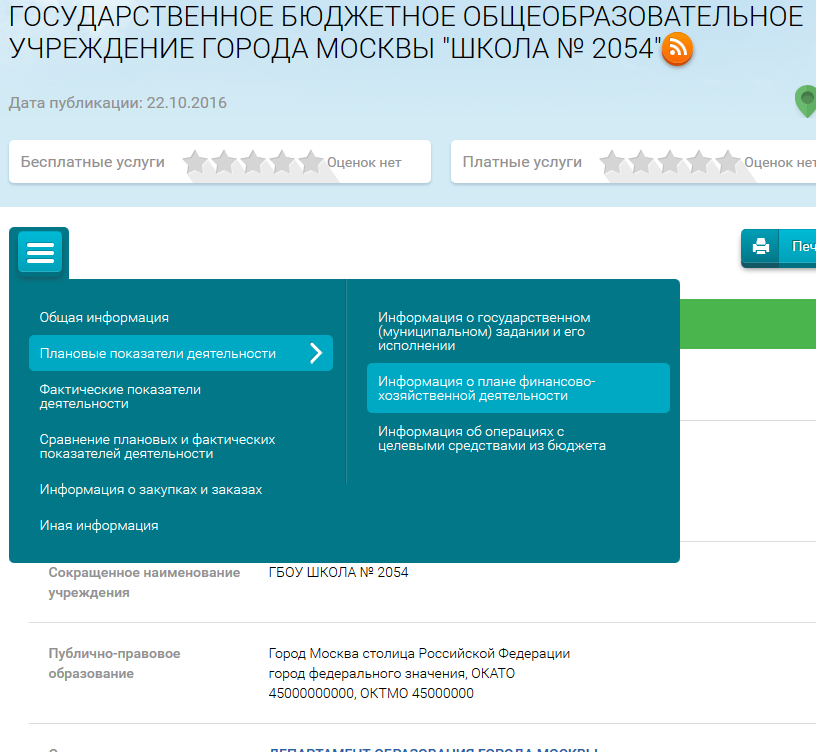 ГОСУДАРСТВЕННОЕ БЮДЖЕТНОЕ ОБЩЕОБРАЗОВАТЕЛЬНОЕ
УЧРЕЖДЕНИЕ ГОРОДА МОСКВЫ "ШКОЛА № 2054"
Дата публикации: 22.10.2016
Бесплатные услуги
Оценок нет
Платные услуги
Оценок нет
Печ
Общая информация
Плановые показатели деятельности
Фактические показатели
деятельности
Сравнение плановых и фактических
показателей деятельности
Информация о закупках и заказах
Иная информация
Информация о государственном
(муниципальном) задании и его
исполнении
Информация о плане финансово-
хозяйственной деятельности
Информация об операциях с
целевыми средствами из бюджета
Сокращенное наименование
учреждения
ГБОУ ШКОЛА № 2054
Публично-правовое
образование
Город Москва столица Российской Федерации
город федерального значения, ОКАТО
45000000000, ОКТМО 45000000
ДЕПАРТАМЕНТ ОБРАЗОВАНИЯ ГОРОДА МОСКВЫ